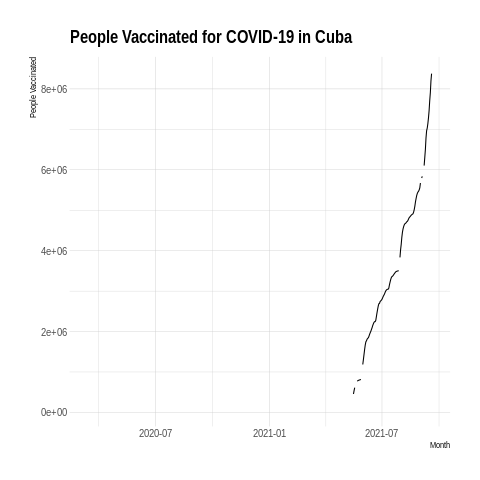 People Vaccinated for COVID-19 in Cuba
People Vaccinated
8e+06
6e+06
4e+06
2e+06
0e+00
2020-07
2021-01
2021-07
Month